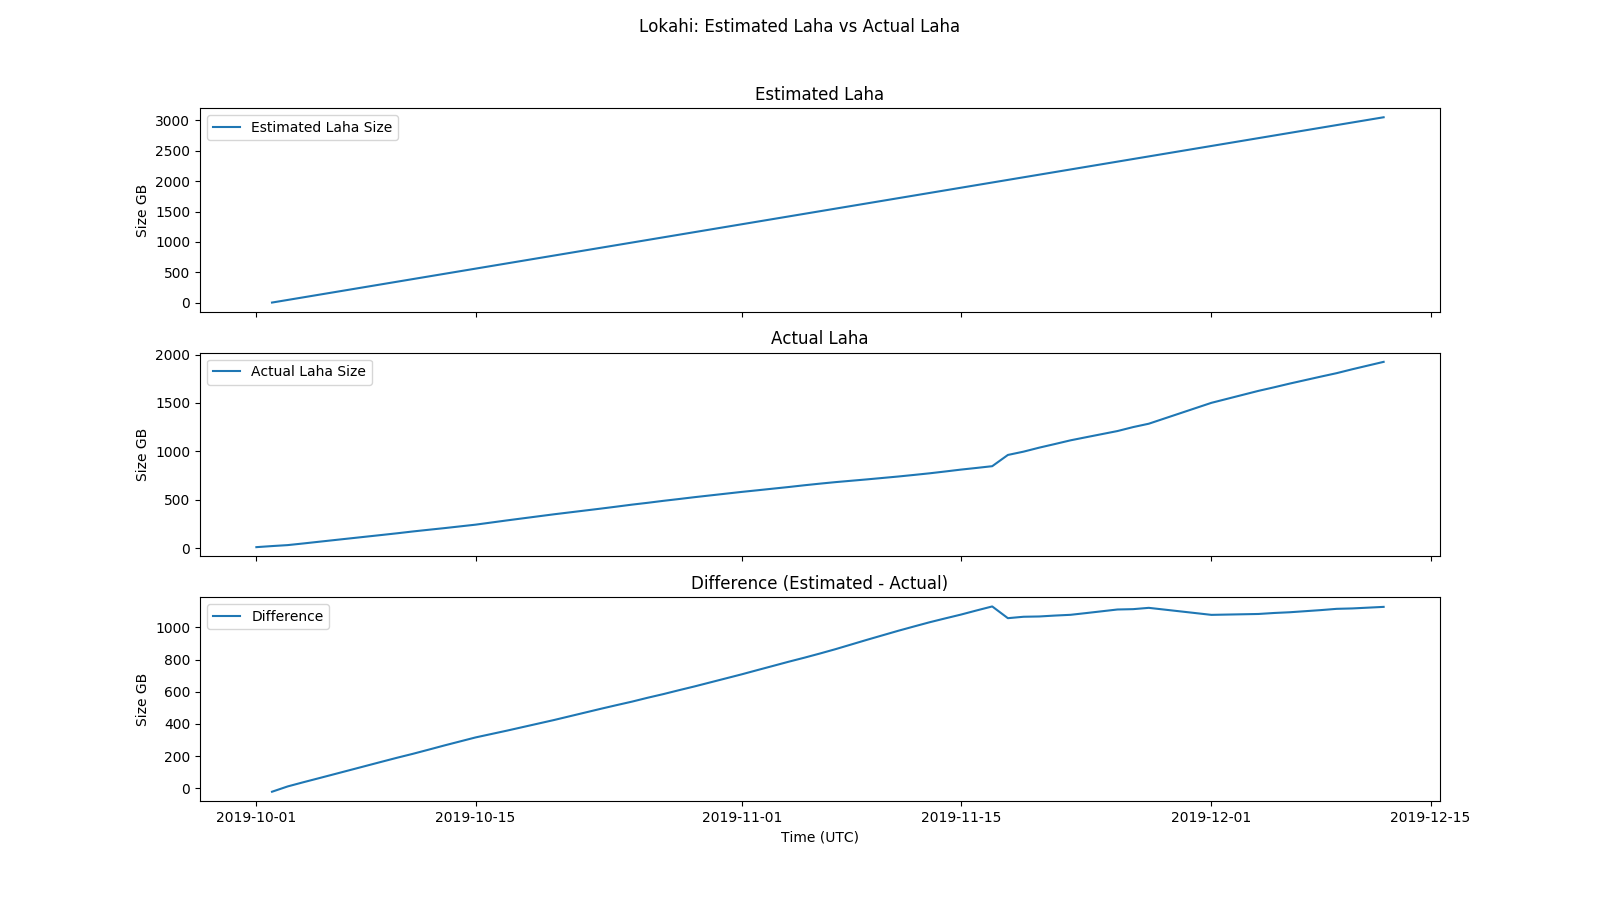 Lokahi: Estimated Laha vs Actual Laha
Estimated Laha
3000
2500
2000
1500
1000
500
0
Size GB
Estimated Laha Size
Actual Laha
2000
1500
1000
500
0
Size GB
Actual Laha Size
Difference (Estimated - Actual)
1000
800
600
400
200
0
Size GB
Difference
2019-10-01 2019-10-15 2019-11-01 2019-11-15 2019-12-01 2019-12-15
Time (UTC)